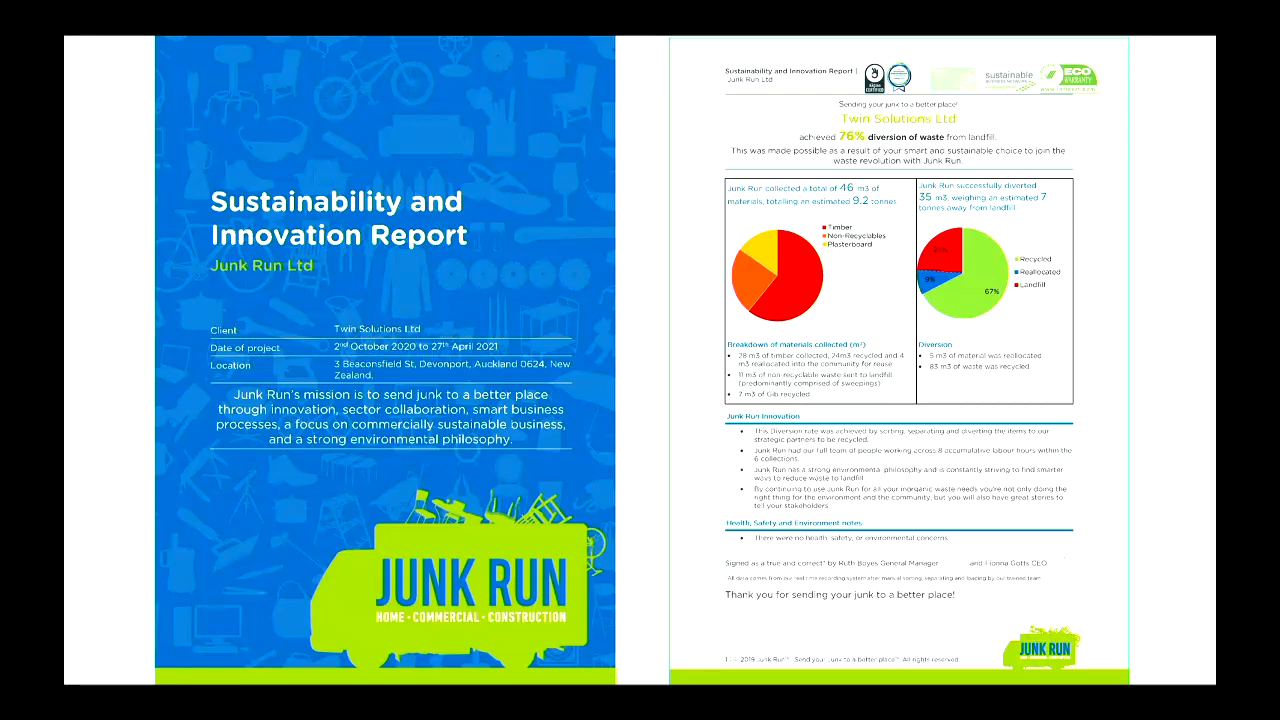 Sustainability and
Innovation Report
Junk Run Ltd
Client Twin Solutions Ltd
Date of project 2nd October 2020 to 27th April 2021
Location 3 Beaconsfield St, Devonport, Auckland 0624, New
Zealand.
Junk Run's mission is to send junk to a better place
through innovation, sector collaboration, smart business
processes, a focus on commercially sustainable business,
and a strong environmental philosophy.
JUNK RUN
HOME - COMMERCIAL - CONSTRUCTION
Sustainability and Innovation Report |
Junk Run Ltd
sustainable
ECO
WARRANTY
Sending your junk to a better place!
Twin Solutions Ltd
achieved 76% diversion of waste from landfill.
This was made possible as a result of your smart and sustainable choice to join the
waste revolution with Junk Run.
Junk Run collected a total of 46 m3 of
materials, totalling an estimated 9.2 tonnes
Timber
Non-Recyclables
Plasterboard
Breakdown of materials collected (m³)
• 28 m3 of timber collected, 24m3 recycled and 4
m3 reallocated into the community for reuse
• 11 m3 of non recyclable waste sent to landfill
(predominantly comprised of sweepings)
• 7 m3 of Gib recycled
Junk Run successfully diverted
35 m3, weighing an estimated 7
tonnes away from landfill
9%
67%
Recycled
Reallocated
Landfill
Diversion
• 5 m3 of material was reallocated
• 83 m3 of waste was recycled
Junk Run Innovation
• This Diversion rate was achieved by sorting, separating and diverting the items to our
strategic partners to be recycled.
• Junk Run had our full team of people working across 8 accumulative labour hours within the
6 collections.
• Junk Run has a strong environmental philosophy and is constantly striving to find smarter
ways to reduce waste to landfill
• By continuing to use Junk Run for all your inorganic waste needs you're not only doing the
right thing for the environment and the community, but you will also have great stories to
tell your stakeholders
Health, Safety and Environment notes
• There were no health, safety, or environmental concerns
Signed as a true and correct* by Ruth Boyes General Manager and Fionna Gotts CEO
All data comes from our real time recording system after manual sorting, separating and loading by our trained team
Thank you for sending your junk to a better place!
2019 Junk Run™ Send your Junk to a better place™ All rights reserved
JUNK RUN